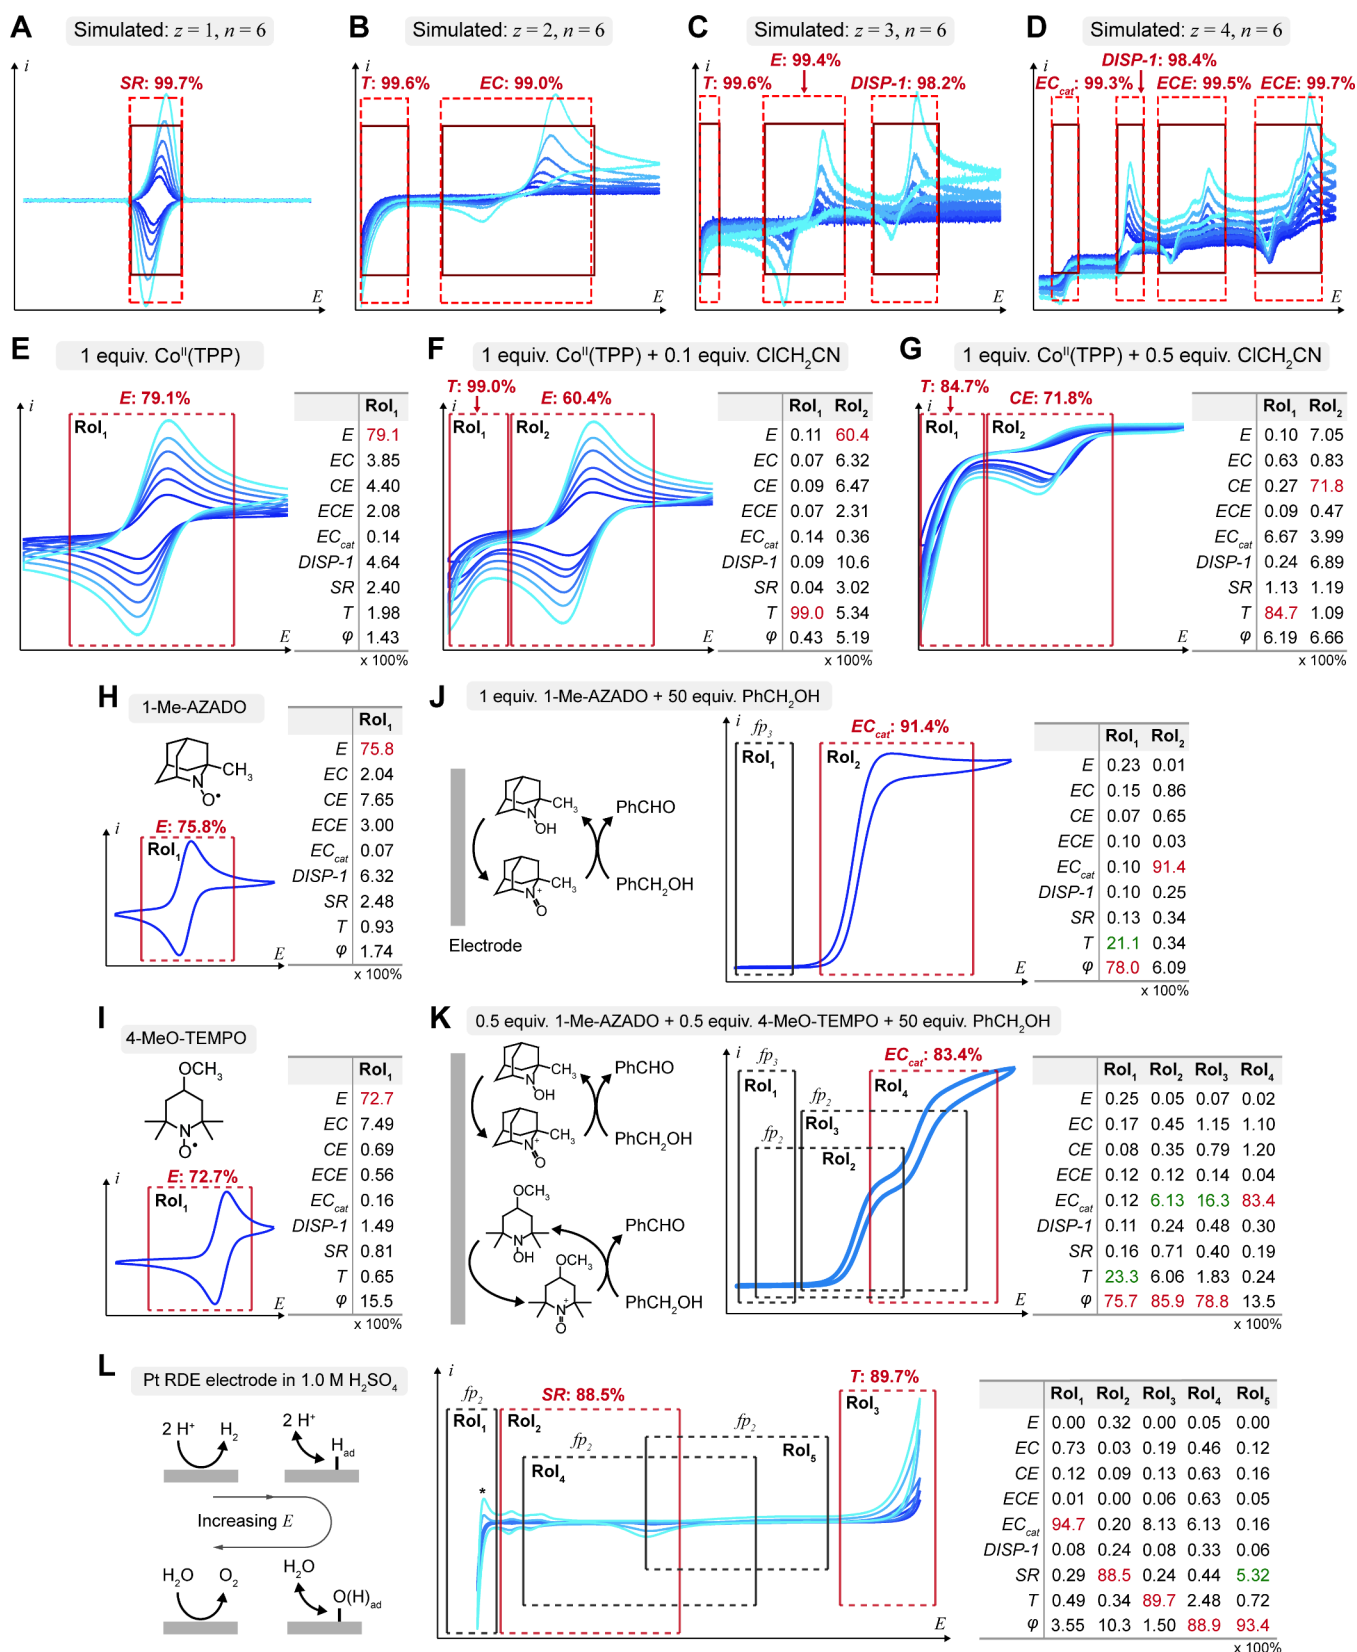 A
Simulated: z = 1, n = 6
i
SR: 99.7%
E
B
Simulated: z = 2, n = 6
i
T: 99.6%
EC: 99.0%
E
C
Simulated: z = 3, n = 6
i
E: 99.4%
T: 99.6%
DISP-1: 98.2%
E
D
Simulated: z = 4, n = 6
i
DISP-1: 98.4%
ECcat: 99.3%
ECE: 99.5%
ECE: 99.7%
E
E
1 equiv. CoII(TPP)
i
E: 79.1%
RoI1
E
RoI1
E 79.1
EC 3.85
CE 4.40
ECE 2.08
ECcat 0.14
DISP-1 4.64
SR 2.40
T 1.98
φ 1.43
x 100%
F
1 equiv. CoII(TPP) + 0.1 equiv. ClCH2CN
i
T: 99.0%
E: 60.4%
RoI1
RoI2
E
RoI1 RoI2
E 0.11 60.4
EC 0.07 6.32
CE 0.09 6.47
ECE 0.07 2.31
ECcat 0.14 0.36
DISP-1 0.09 10.6
SR 0.04 3.02
T 99.0 5.34
φ 0.43 5.19
x 100%
G
1 equiv. CoII(TPP) + 0.5 equiv. ClCH2CN
i
T: 84.7%
CE: 71.8%
RoI1
RoI2
E
RoI1 RoI2
E 0.10 7.05
EC 0.63 0.83
CE 0.27 71.8
ECE 0.09 0.47
ECcat 6.67 3.99
DISP-1 0.24 6.89
SR 1.13 1.19
T 84.7 1.09
φ 6.19 6.66
x 100%
H
1-Me-AZADO
CH3
N
O•
i
E: 75.8%
RoI1
E
RoI1
E 75.8
EC 2.04
CE 7.65
ECE 3.00
ECcat 0.07
DISP-1 6.32
SR 2.48
T 0.93
φ 1.74
x 100%
J
1 equiv. 1-Me-AZADO + 50 equiv. PhCH2OH
CH3
N
OH
PhCHO
CH3
N+
O
PhCH2OH
Electrode
i
fp3
ECcat: 91.4%
RoI1
RoI2
E
RoI1 RoI2
E 0.23 0.01
EC 0.15 0.86
CE 0.07 0.65
ECE 0.10 0.03
ECcat 0.10 91.4
DISP-1 0.10 0.25
SR 0.13 0.34
T 21.1 0.34
φ 78.0 6.09
x 100%
I
4-MeO-TEMPO
OCH3
N
O•
i
E: 72.7%
RoI1
E
RoI1
E 72.7
EC 7.49
CE 0.69
ECE 0.56
ECcat 0.16
DISP-1 1.49
SR 0.81
T 0.65
φ 15.5
x 100%
K
0.5 equiv. 1-Me-AZADO + 0.5 equiv. 4-MeO-TEMPO + 50 equiv. PhCH2OH
CH3
N
OH
PhCHO
CH3
N+
O
PhCH2OH
OCH3
N
OH
PhCHO
OCH3
N+
O
PhCH2OH
i
fp3
ECcat: 83.4%
RoI1
RoI4
fp2
RoI3
fp2
RoI2
E
RoI1 RoI2 RoI3 RoI4
E 0.25 0.05 0.07 0.02
EC 0.17 0.45 1.15 1.10
CE 0.08 0.35 0.79 1.20
ECE 0.12 0.12 0.14 0.04
ECcat 0.12 6.13 16.3 83.4
DISP-1 0.11 0.24 0.48 0.30
SR 0.16 0.71 0.40 0.19
T 23.3 6.06 1.83 0.24
φ 75.7 85.9 78.8 13.5
x 100%
L
Pt RDE electrode in 1.0 M H2SO4
2 H+
H2
2 H+
Had
Increasing E
H2O
O2
H2O
O(H)ad
i
fp2
SR: 88.5%
T: 89.7%
RoI1
RoI2
RoI3
fp2
fp2
RoI4
RoI5
*
E
RoI1 RoI2 RoI3 RoI4 RoI5
E 0.00 0.32 0.00 0.05 0.00
EC 0.73 0.03 0.19 0.46 0.12
CE 0.12 0.09 0.13 0.63 0.16
ECE 0.01 0.00 0.06 0.63 0.05
ECcat 94.7 0.20 8.13 6.13 0.16
DISP-1 0.08 0.24 0.08 0.33 0.06
SR 0.29 88.5 0.24 0.44 5.32
T 0.49 0.34 89.7 2.48 0.72
φ 3.55 10.3 1.50 88.9 93.4
x 100%